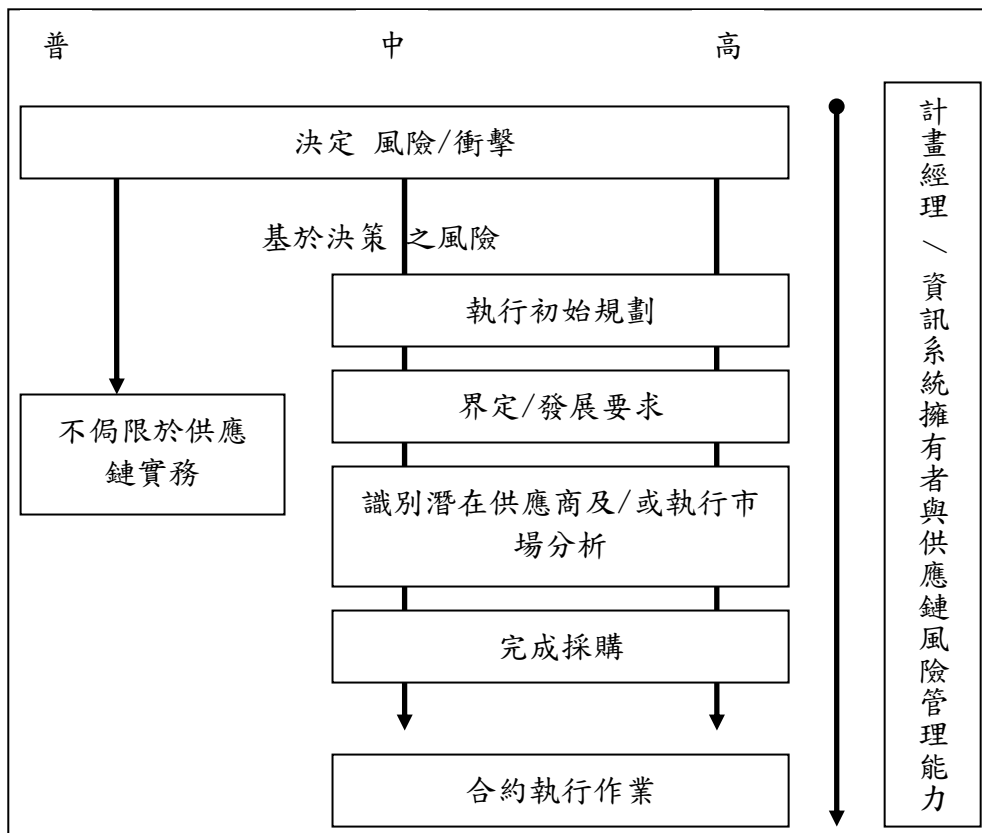 普 中 高
決定 風險/衝擊
基於決策 之風險
執行初始規劃
界定/發展要求
不侷限於供應
鏈實務
識別潛在供應商及/或執行市
場分析
完成採購
合約執行作業
計畫經理／資訊系統擁有者與供應鏈風險管理能力